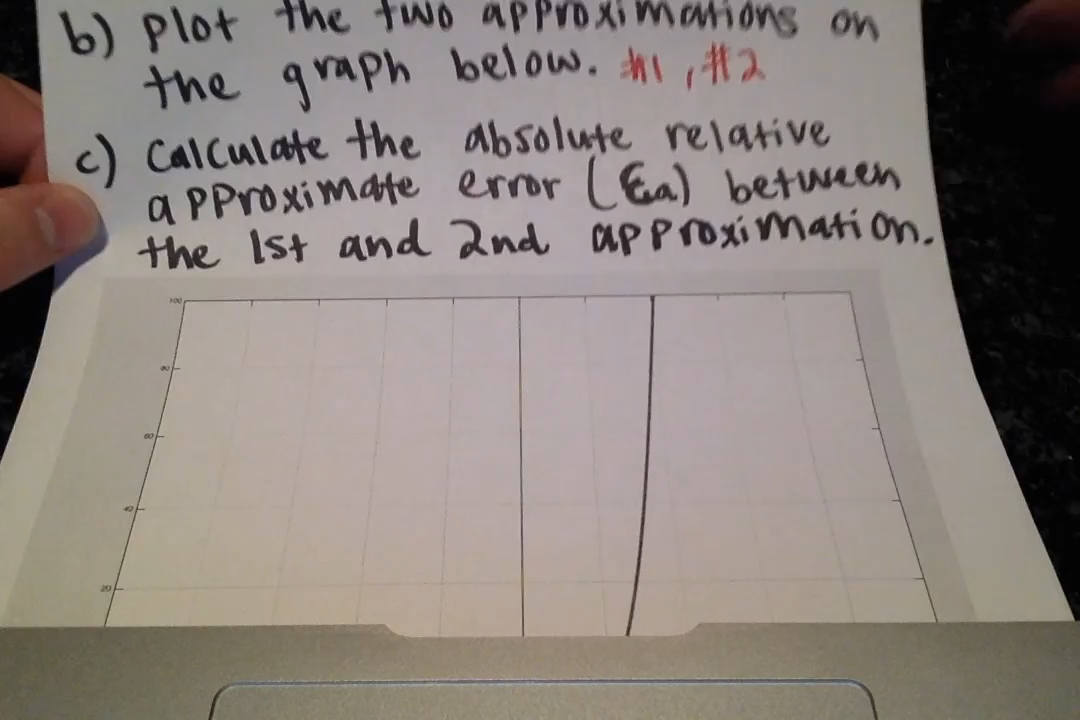 b) plot the two approximations on
the graph below. #1, #2
c) Calculate the absolute relative
approximate error (Ea) between
the 1st and 2nd approximation.
100
80
60
40
20